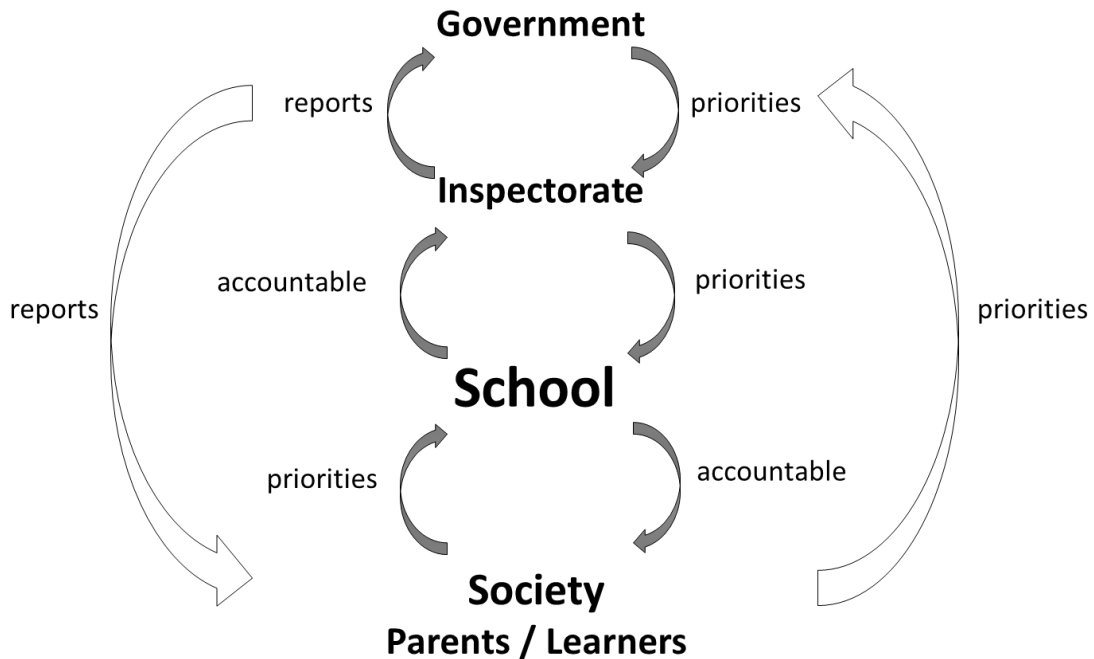 Government
reports
priorities
Inspectorate
accountable
priorities
reports
priorities
School
priorities
accountable
Society
Parents / Learners